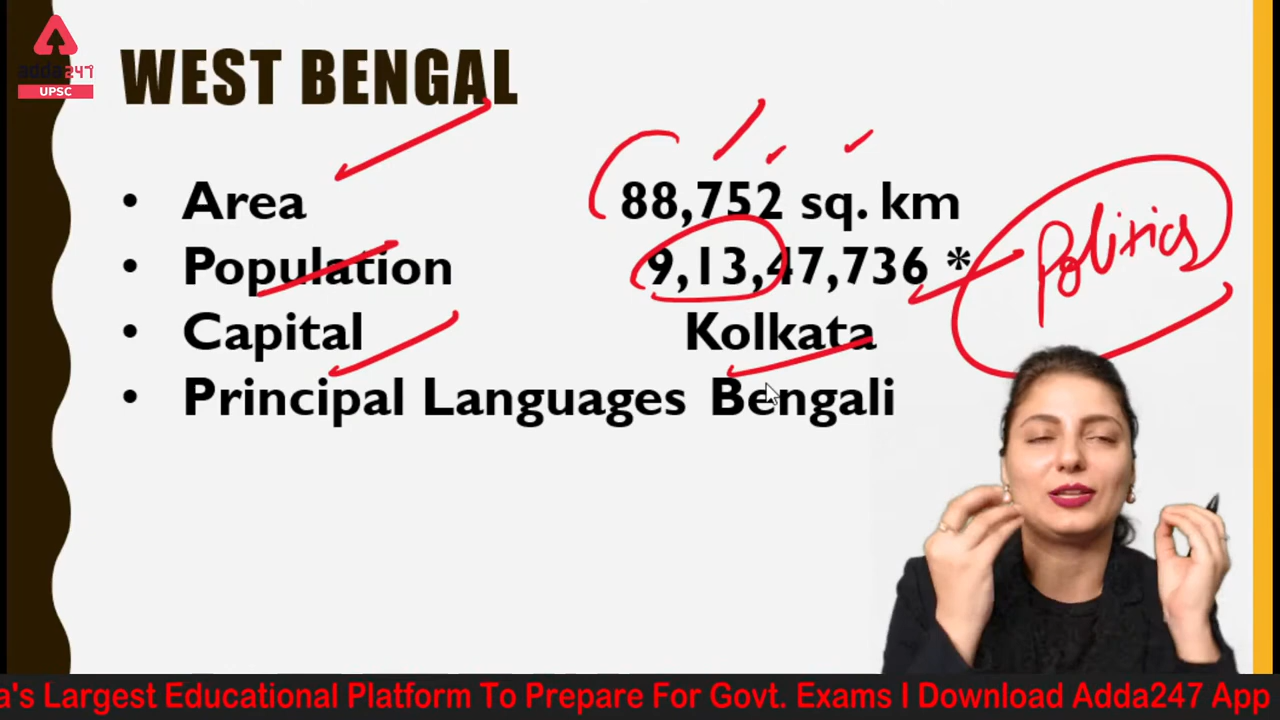 adda247
UPSC
WEST BENGAL
• Area 88,752 sq. km
• Population 9,13,47,736 *
• Capital Kolkata
• Principal Languages Bengali
Politics
a's Largest Educational Platform To Prepare For Govt. Exams I Download Adda247 App